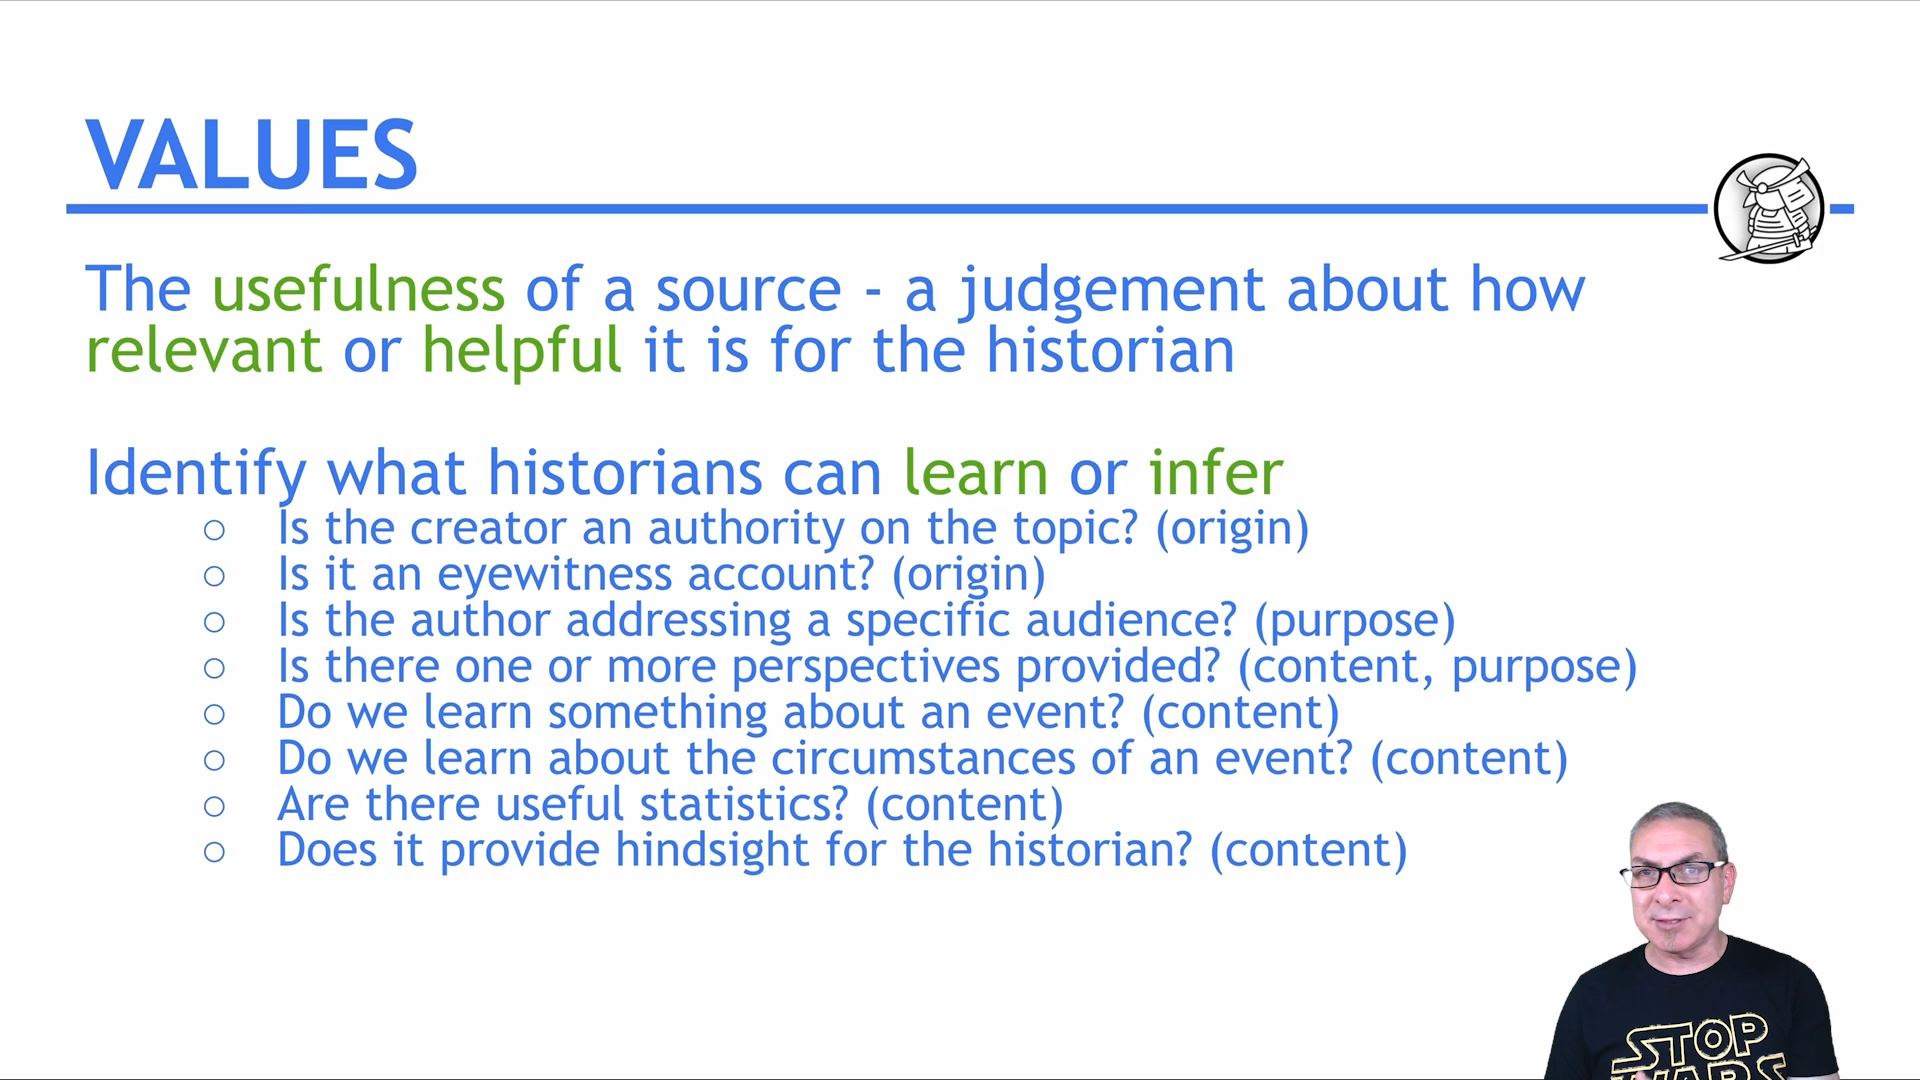 VALUES
The usefulness of a source - a judgement about how
relevant or helpful it is for the historian
Identify what historians can learn or infer
○ Is the creator an authority on the topic? (origin)
○ Is it an eyewitness account? (origin)
○ Is the author addressing a specific audience? (purpose)
○ Is there one or more perspectives provided? (content, purpose)
○ Do we learn something about an event? (content)
○ Do we learn about the circumstances of an event? (content)
○ Are there useful statistics? (content)
○ Does it provide hindsight for the historian? (content)
STOP
WARS